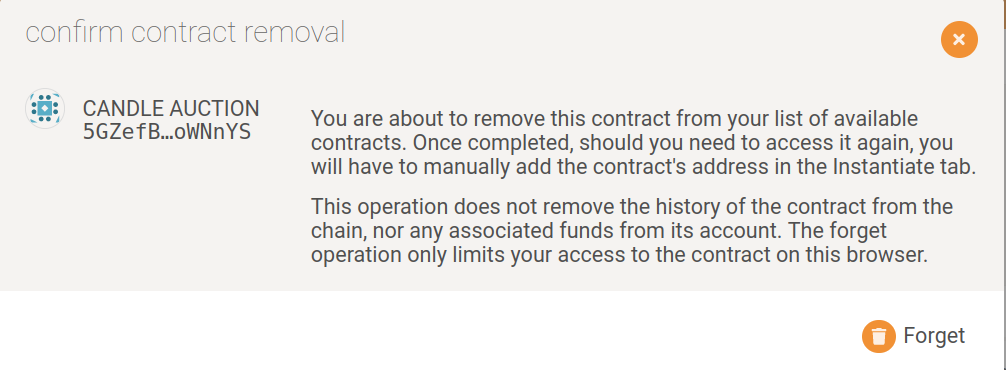 confirm contract removal
CANDLE AUCTION
5GZefB…oWNnYS
You are about to remove this contract from your list of available
contracts. Once completed, should you need to access it again, you
will have to manually add the contract's address in the Instantiate tab.
This operation does not remove the history of the contract from the
chain, nor any associated funds from its account. The forget
operation only limits your access to the contract on this browser.
Forget